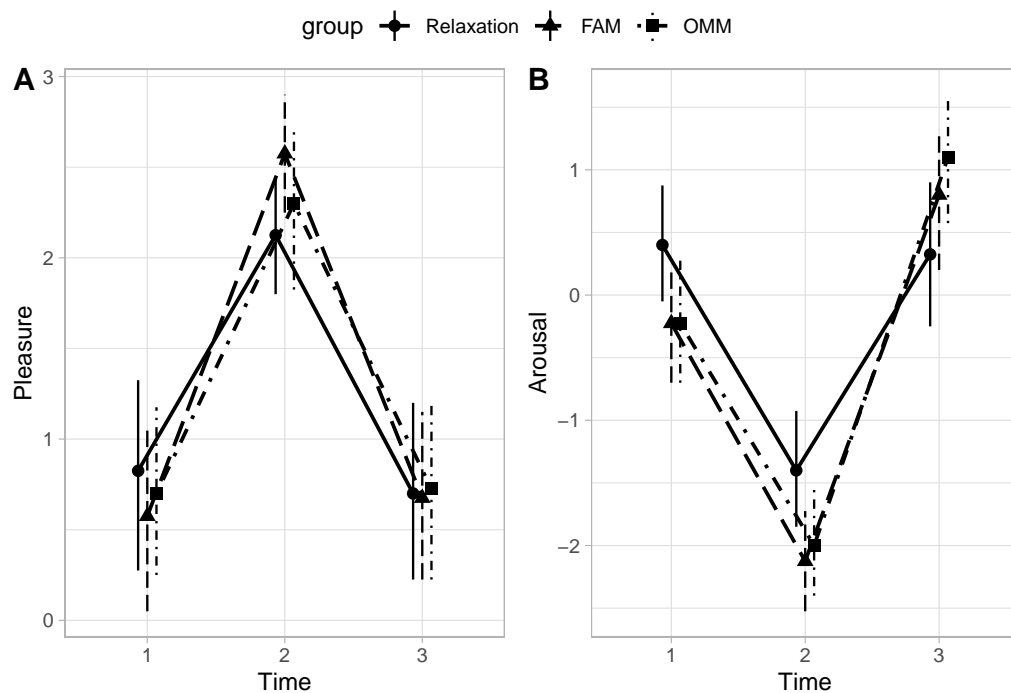 group Relaxation FAM OMM
A
B
Pleasure
3
2
1
0
1 2 3
Time
Arousal
1
0
−1
−2
1 2 3
Time